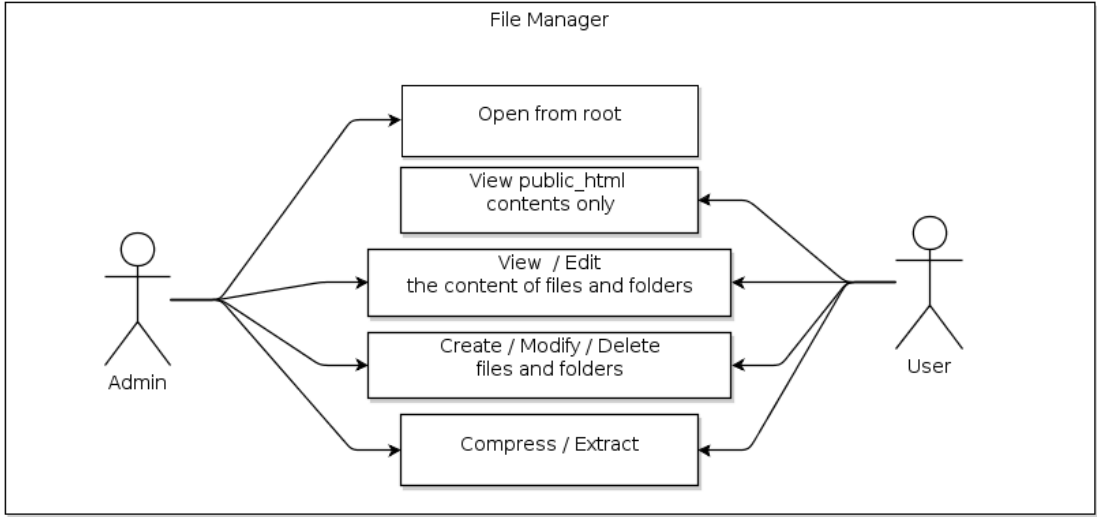 File Manager
Open from root
View public_html
contents only
View / Edit
the content of files and folders
Create / Modify / Delete
files and folders
Compress / Extract
Admin
User